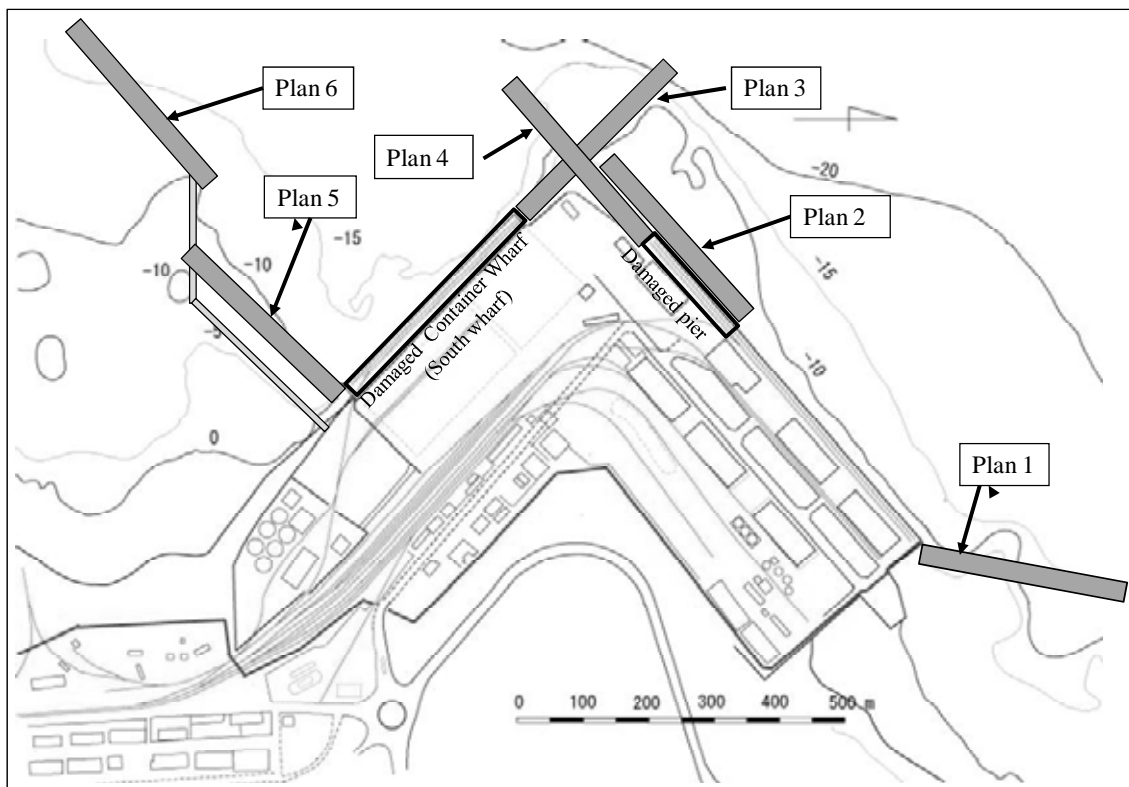 Plan 6
Plan 3
Plan 4
Plan 5
Plan 2
-20
-15
-15
-10
-10
-5
-10
0
Damaged Container Wharf
(South wharf)
Damaged pier
Plan 1
0 100 200 300 400 500 m